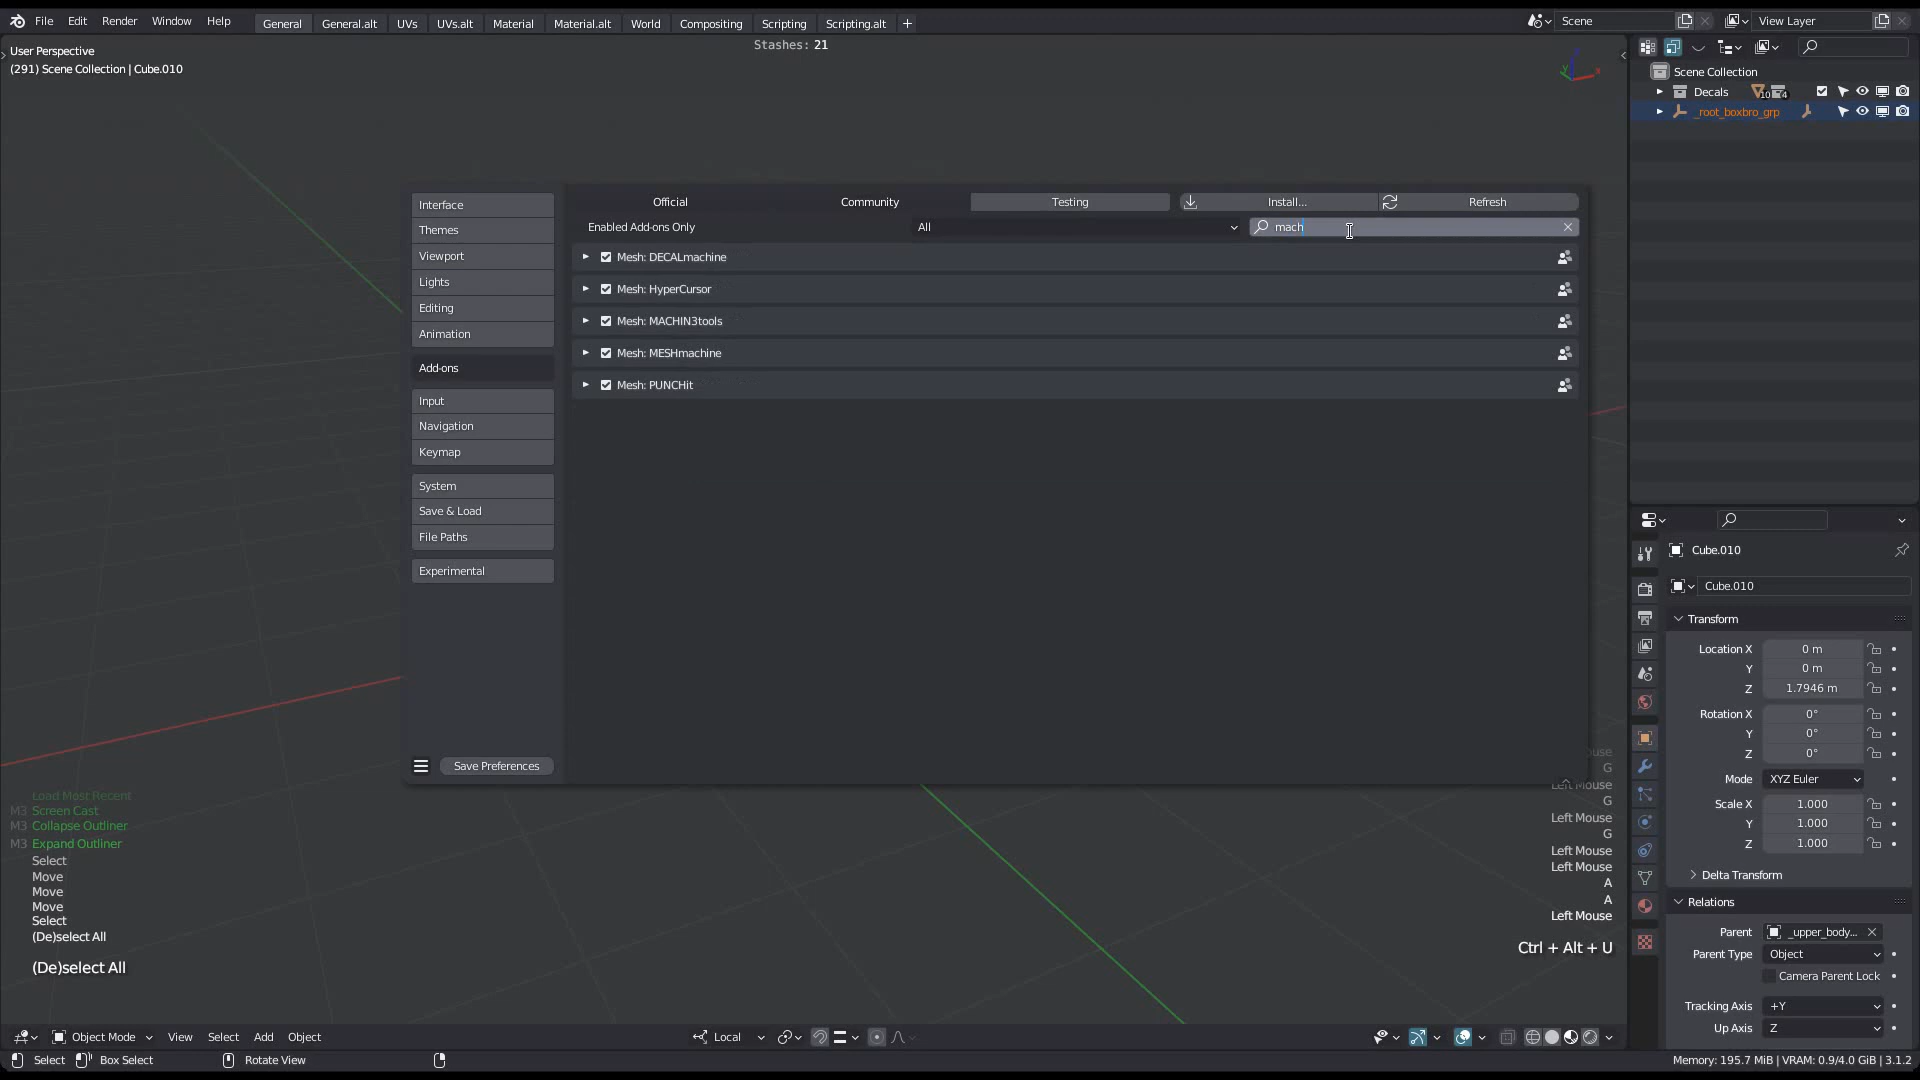 File Edit Render Window Help
General General.alt UVs UVs.alt Material Material.alt World Compositing Scripting Scripting.alt +
Scene
View Layer
User Perspective
(291) Scene Collection | Cube.010
Stashes: 21
Scene Collection
Decals 10 4
_root_boxbro_grp
Interface
Themes
Viewport
Lights
Editing
Animation
Add-ons
Input
Navigation
Keymap
System
Save & Load
File Paths
Experimental
Save Preferences
Official Community Testing Install... Refresh
Enabled Add-ons Only All mach
Mesh: DECALmachine
Mesh: HyperCursor
Mesh: MACHIN3tools
Mesh: MESHmachine
Mesh: PUNCHit
Cube.010
Cube.010
Transform
Location X 0 m
Y 0 m
Z 1.7946 m
Rotation X 0°
Y 0°
Z 0°
Mode XYZ Euler
Scale X 1.000
Y 1.000
Z 1.000
Delta Transform
Relations
Parent _upper_body...
Parent Type Object
Camera Parent Lock
Tracking Axis +Y
Up Axis Z
Load Most Recent
M3 Screen Cast
M3 Collapse Outliner
M3 Expand Outliner
Select
Move
Move
Move
Select
(De)select All
(De)select All
G
Left Mouse
G
Left Mouse
G
Left Mouse
Left Mouse
A
A
Left Mouse
Ctrl + Alt + U
Object Mode View Select Add Object
Local
Select Box Select Rotate View
Memory: 195.7 MiB | VRAM: 0.9/4.0 GiB | 3.1.2